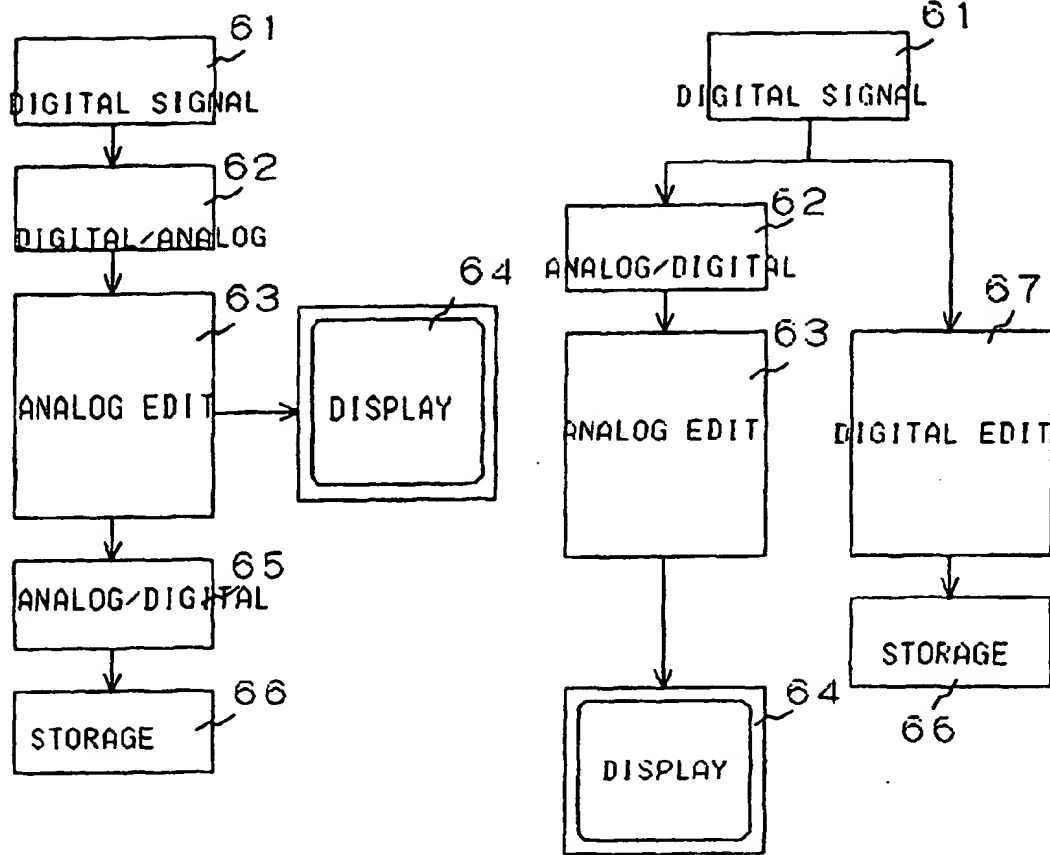 61
DIGITAL SIGNAL
62
DIGITAL/ANALOG
63
ANALOG EDIT
64
DISPLAY
65
ANALOG/DIGITAL
66
STORAGE
61
DIGITAL SIGNAL
62
ANALOG/DIGITAL
63
ANALOG EDIT
67
DIGITAL EDIT
STORAGE
66
64
DISPLAY